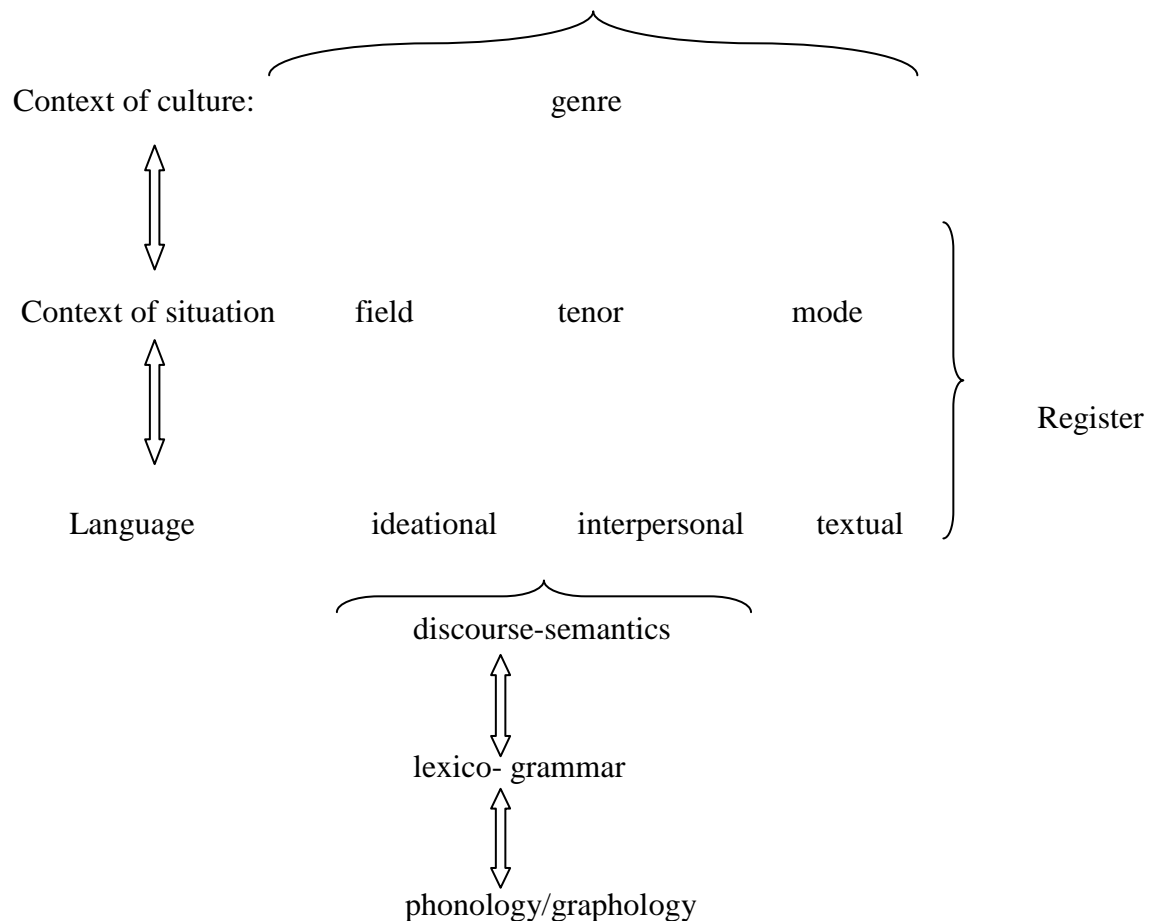 Context of culture: genre
Context of situation field tenor mode
Register
Language ideational interpersonal textual
discourse-semantics
lexico- grammar
phonology/graphology